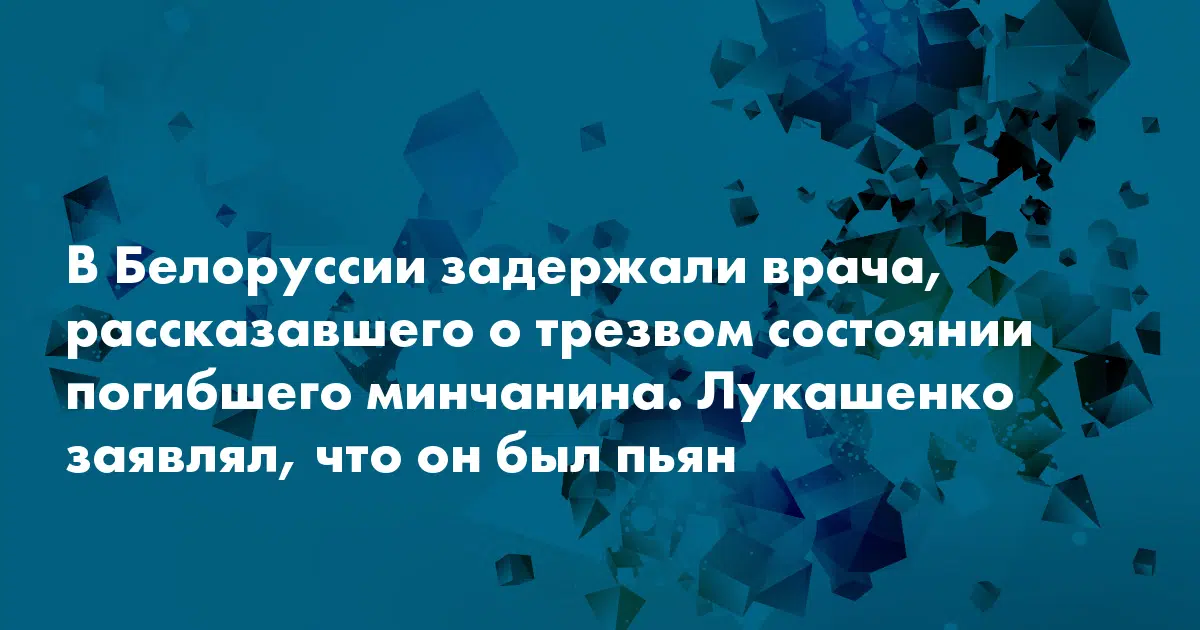 В Белоруссии задержали врача,
рассказавшего о трезвом состоянии
погибшего минчанина. Лукашенко
заявлял, что он был пьян